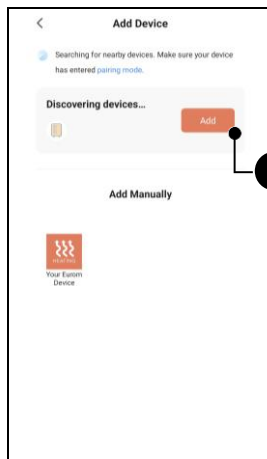 Add Device
Searching for nearby devices. Make sure your device
has entered pairing mode.
Discovering devices...
Add
Add Manually
HEATING
Your Eurom
Device